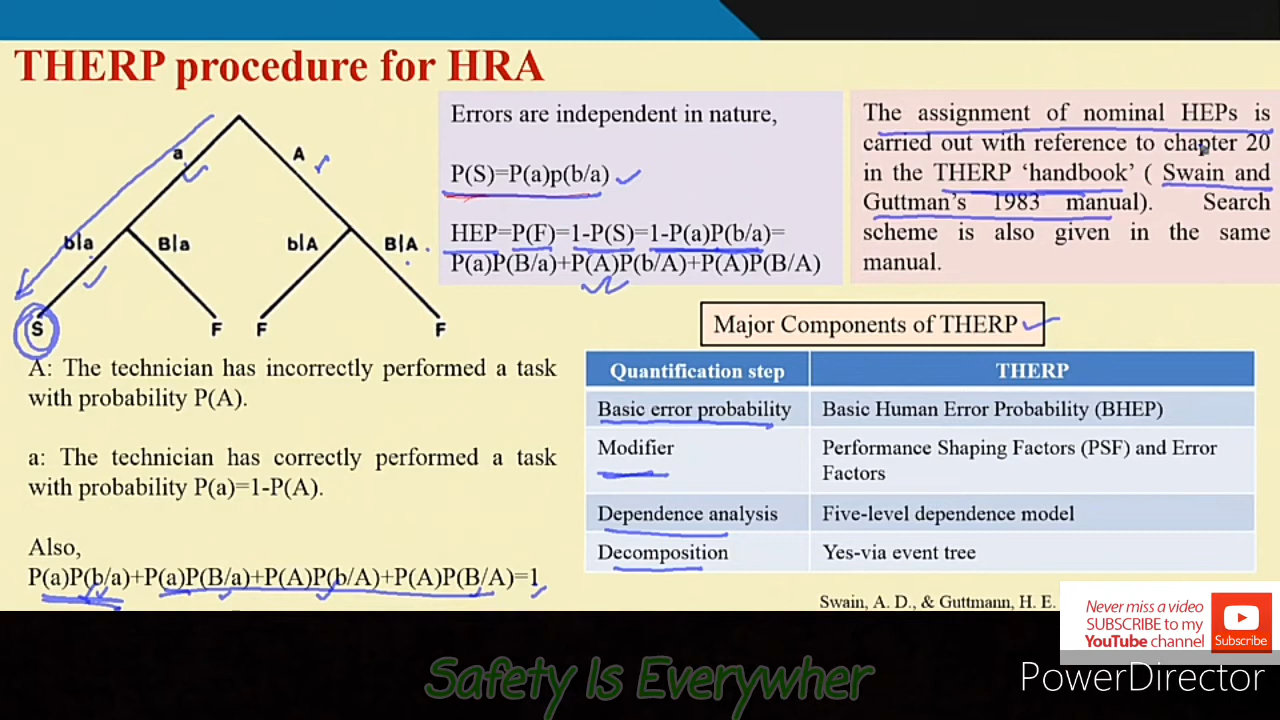 THERP procedure for HRA
a
A
b|a
B|a
b|A
B|A
S
F
F
F
A: The technician has incorrectly performed a task
with probability P(A).
a: The technician has correctly performed a task
with probability P(a)=1-P(A).
Also,
P(a)P(b/a)+P(a)P(B/a)+P(A)P(b/A)+P(A)P(B/A)=1
Errors are independent in nature,
P(S)=P(a)p(b/a)
HEP=P(F)=1-P(S)=1-P(a)P(b/a)=
P(a)P(B/a)+P(A)P(b/A)+P(A)P(B/A)
The assignment of nominal HEPs is
carried out with reference to chapter 20
in the THERP ‘handbook’ ( Swain and
Guttman’s 1983 manual). Search
scheme is also given in the same
manual.
Major Components of THERP
Quantification step THERP
Basic error probability Basic Human Error Probability (BHEP)
Modifier Performance Shaping Factors (PSF) and Error
Factors
Dependence analysis Five-level dependence model
Decomposition Yes-via event tree
Swain, A. D., & Guttmann, H. E.
Never miss a video
SUBSCRIBE to my
YouTube channel
Subscribe
Safety Is Everywher
PowerDirector